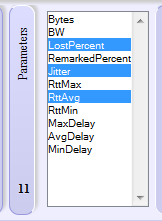 Parameters
11
Bytes
BW
LostPercent
RemarkedPercent
Jitter
RttMax
RttAvg
RttMin
MaxDelay
AvgDelay
MinDelay